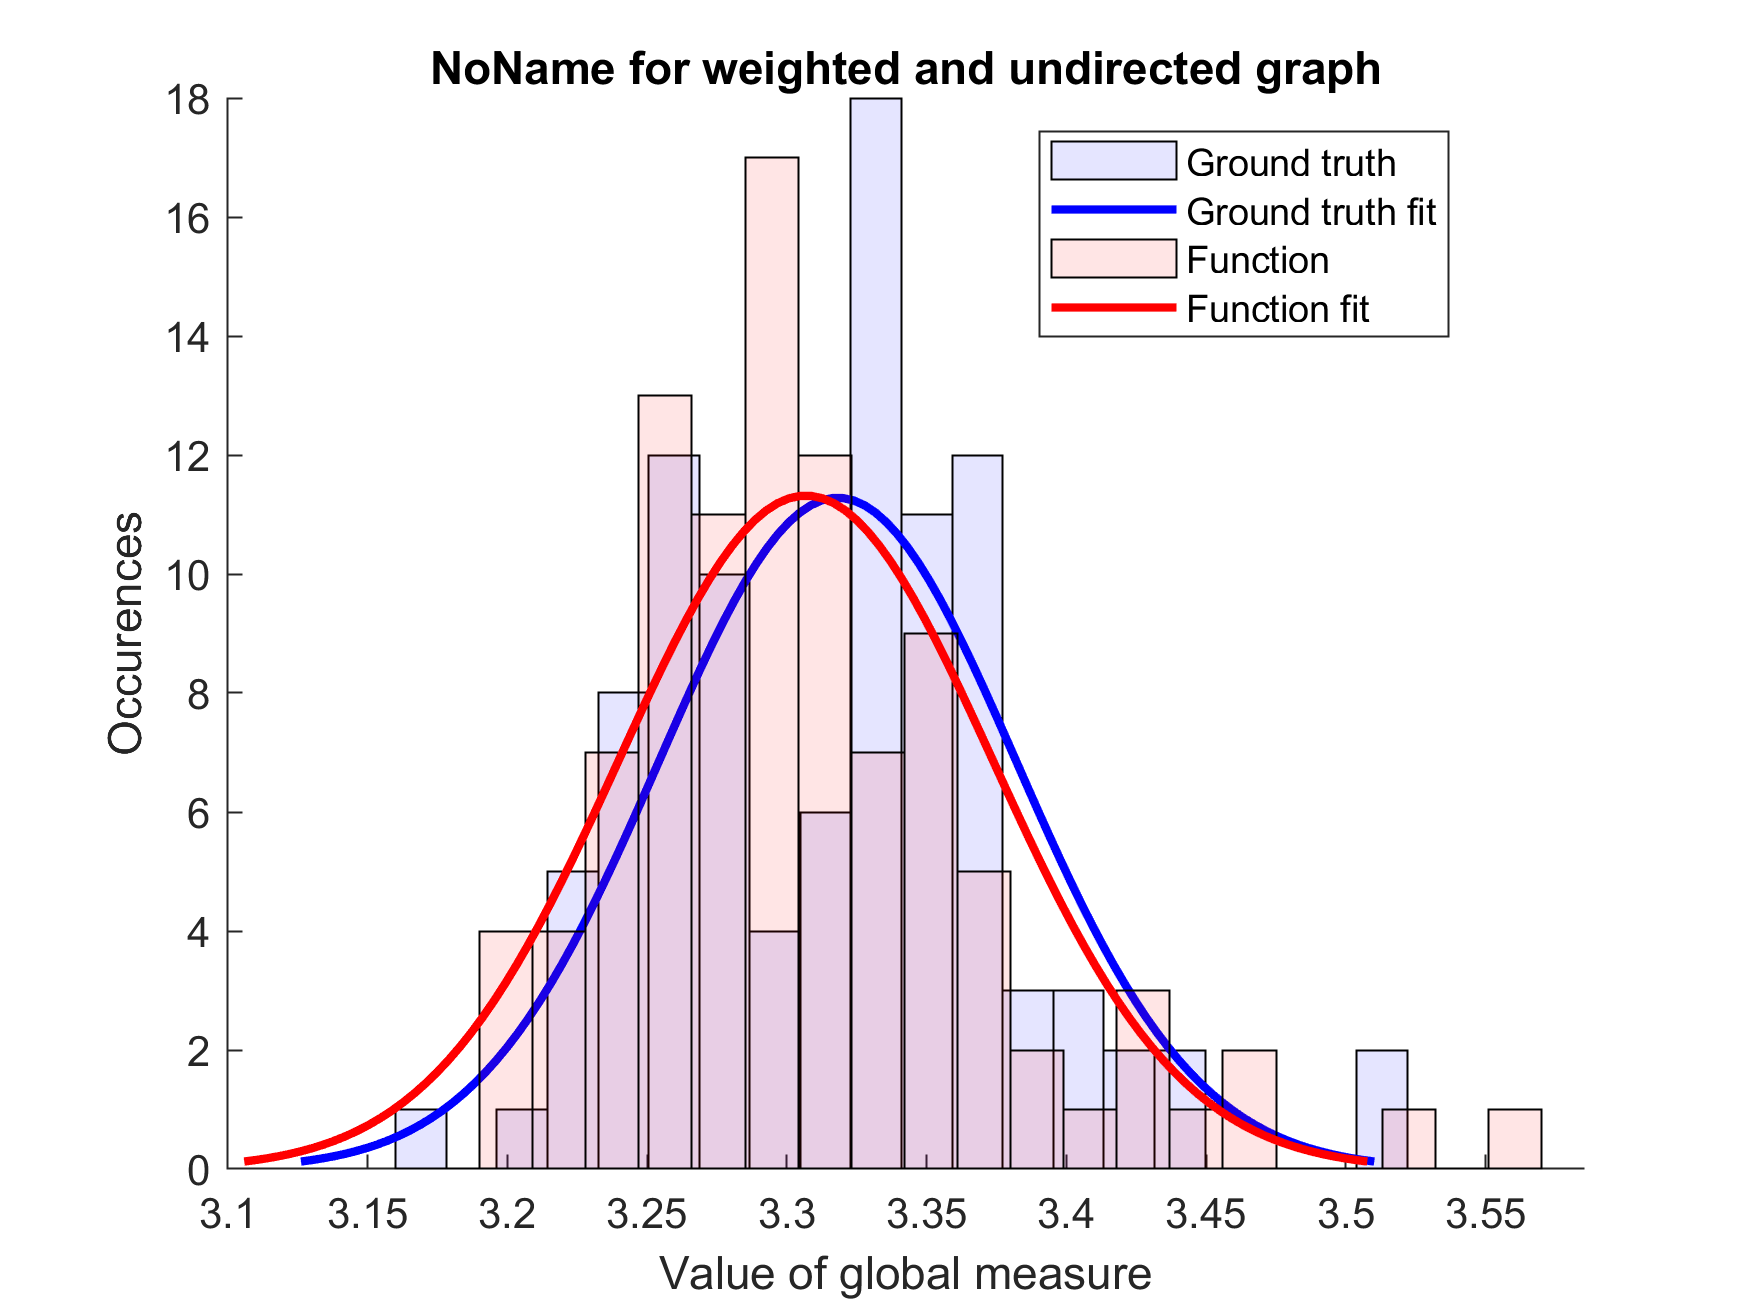 NoName for weighted and undirected graph
18
16
14
12
10
8
6
4
2
0
Occurences
Ground truth
Ground truth fit
Function
Function fit
3.1 3.15 3.2 3.25 3.3 3.35 3.4 3.45 3.5 3.55
Value of global measure